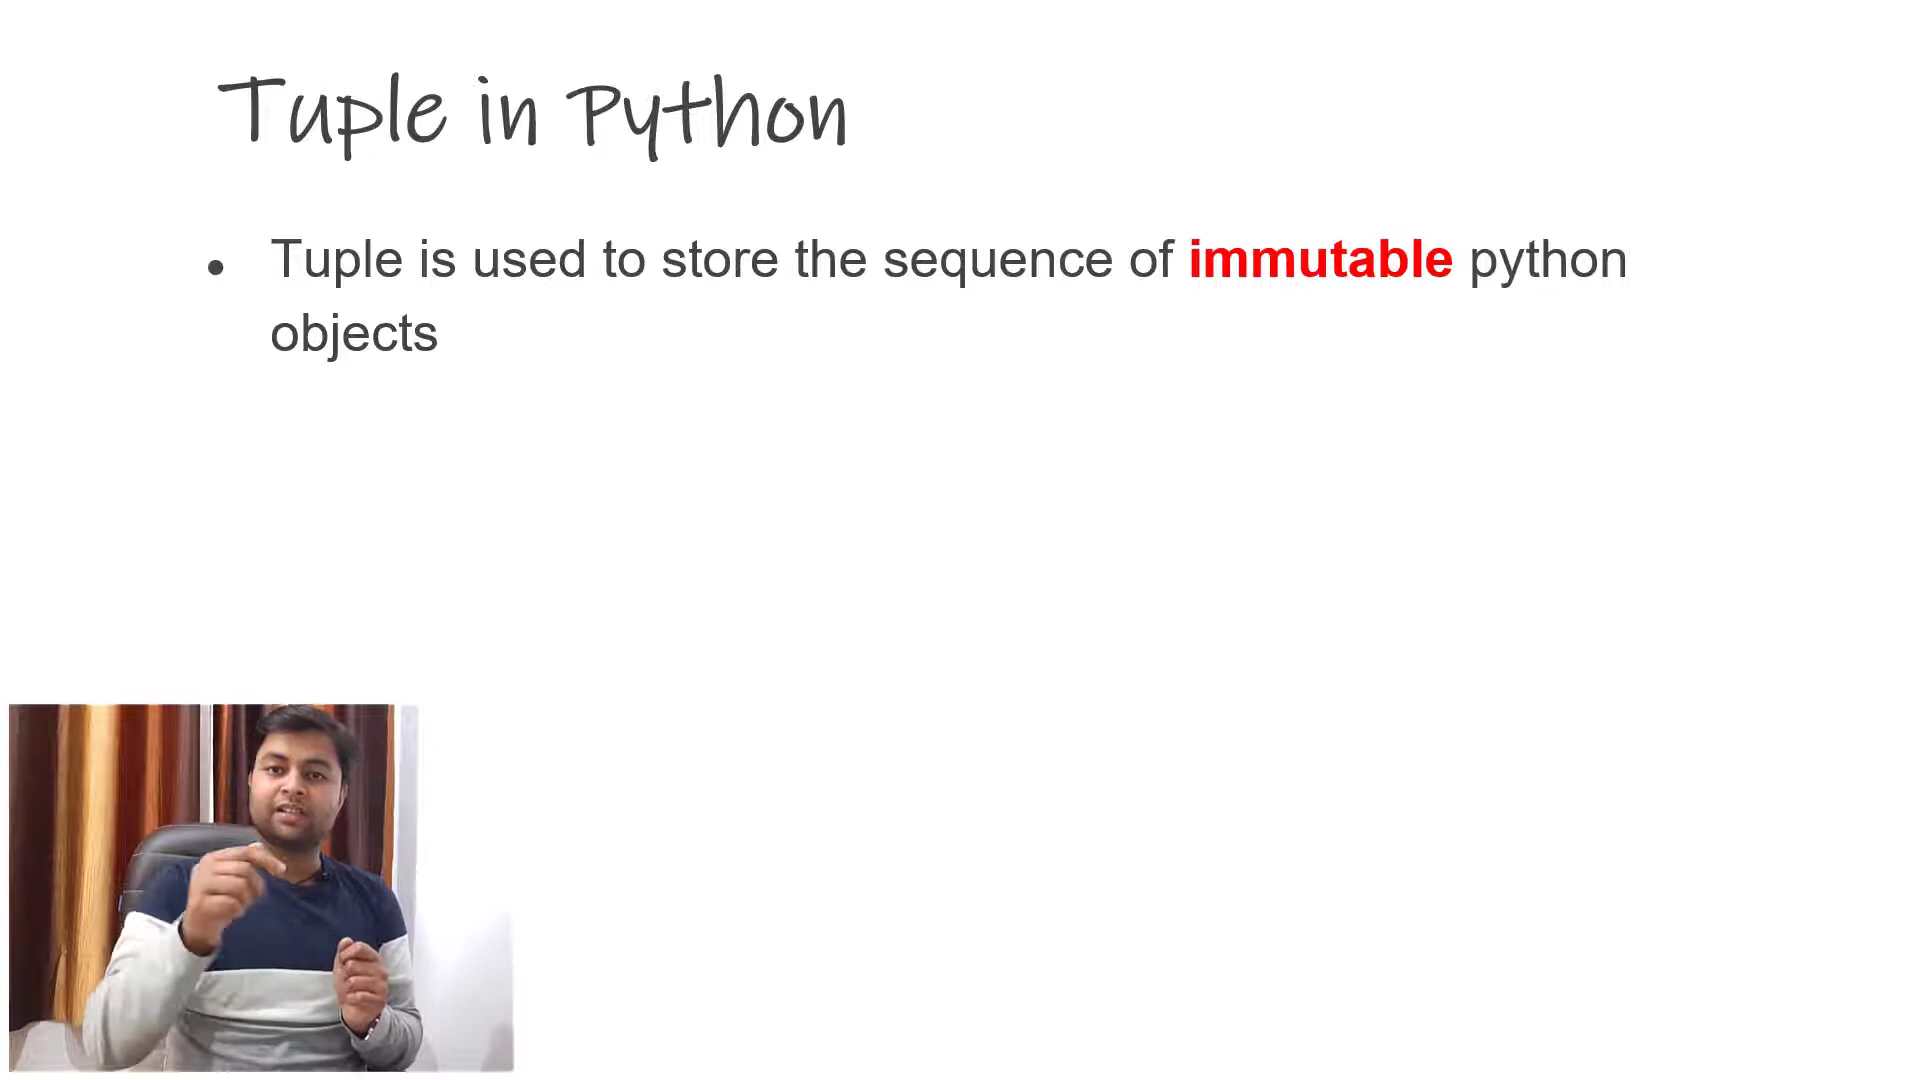 Tuple in Python
● Tuple is used to store the sequence of immutable python
objects